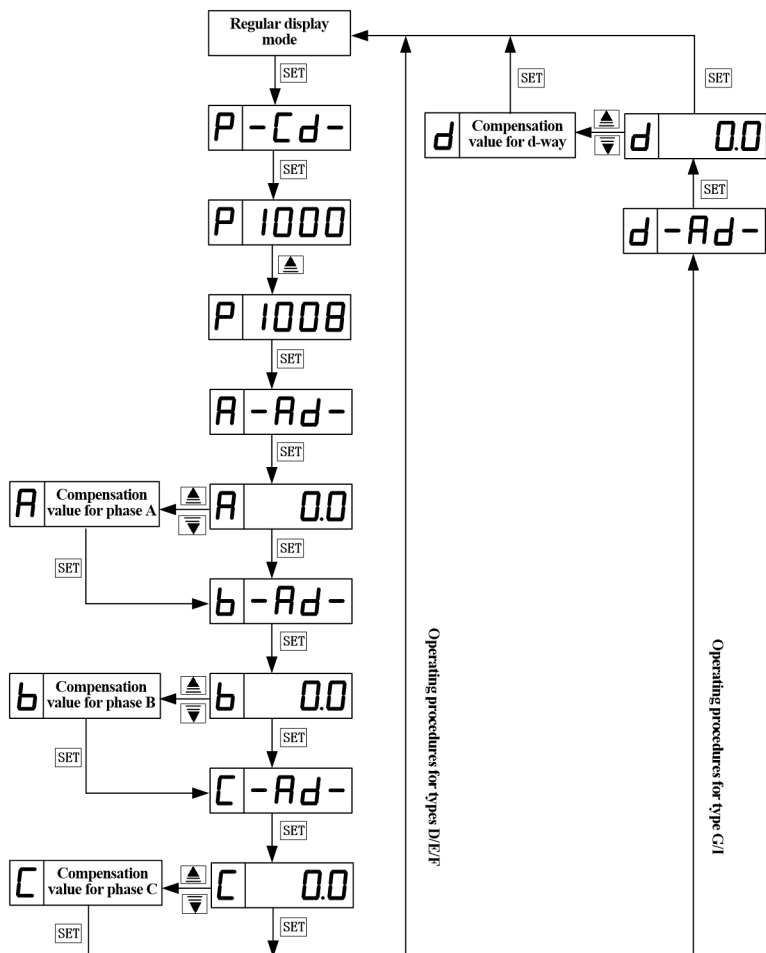 Regular display
mode
SET
P -Cd-
SET
P 1000
P 1008
SET
A -Ad-
SET
Compensation
value for phase A
A
A 0.0
SET
SET
b -Ad-
SET
Compensation
value for phase B
b
b 0.0
SET
SET
C -Ad-
SET
Compensation
value for phase C
C
C 0.0
SET
SET
Operating procedures for types D/E/F
SET
SET
d
Compensation
value for d-way
d 0.0
SET
d -Ad-
Operating procedures for type G/I